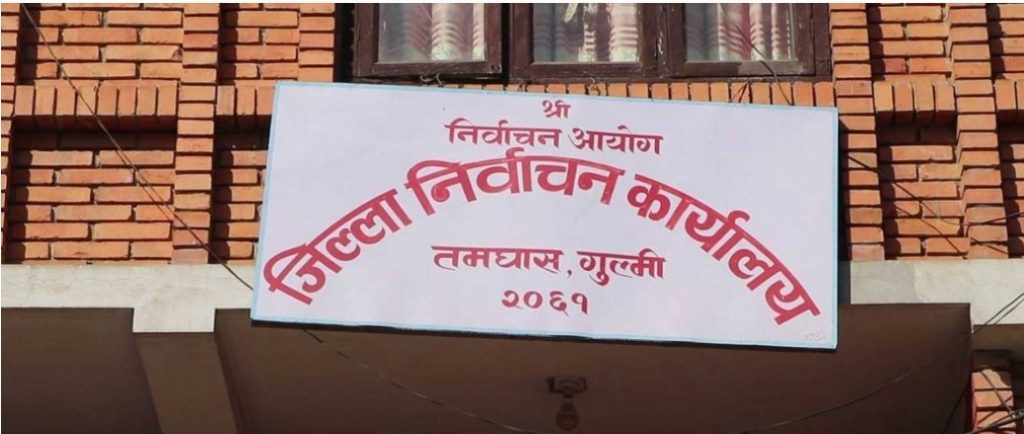 श्री
निर्वाचन आयोग
जिल्ला निर्वाचन कार्यालय
तमघास, गुल्मी
२०६१